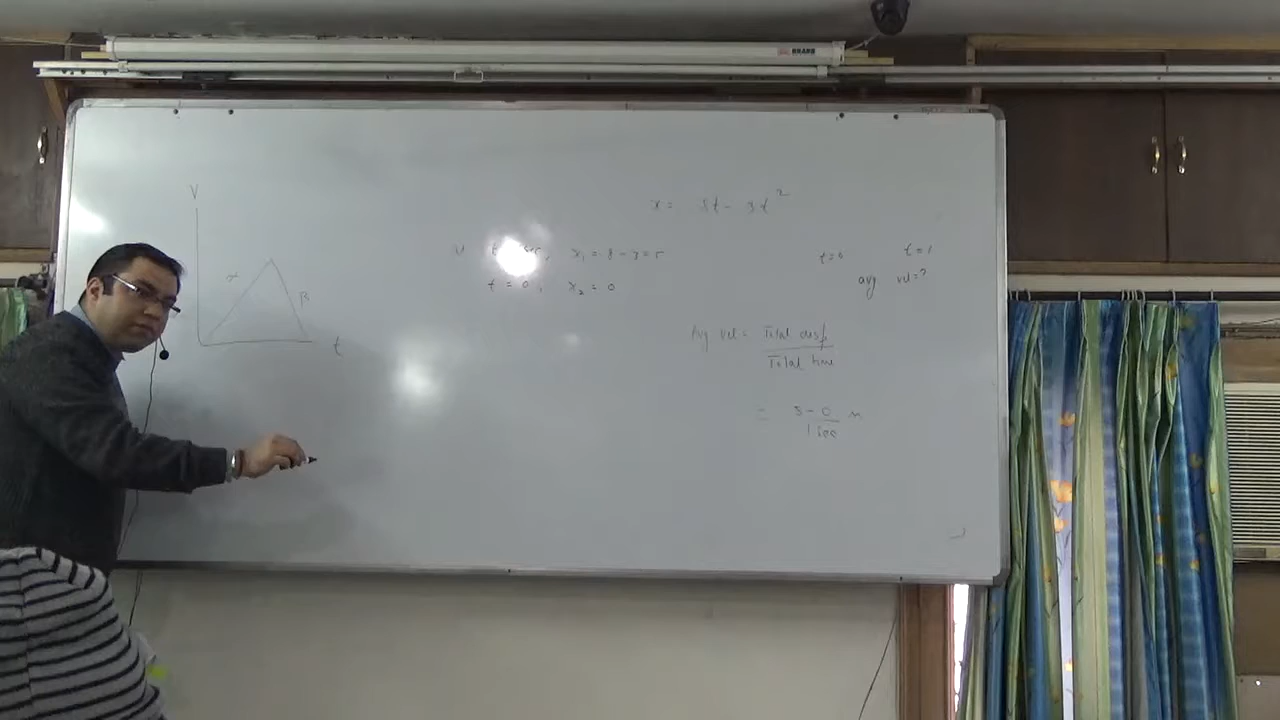 V
α
β
t
x = 8t - 3t²
x₁ = 8 - 3 = 5
t = 0, x₂ = 0
t=0 t=1
avg vel=?
Avg vel = Total disp
Total time
= 5 - 0 m
1 sec